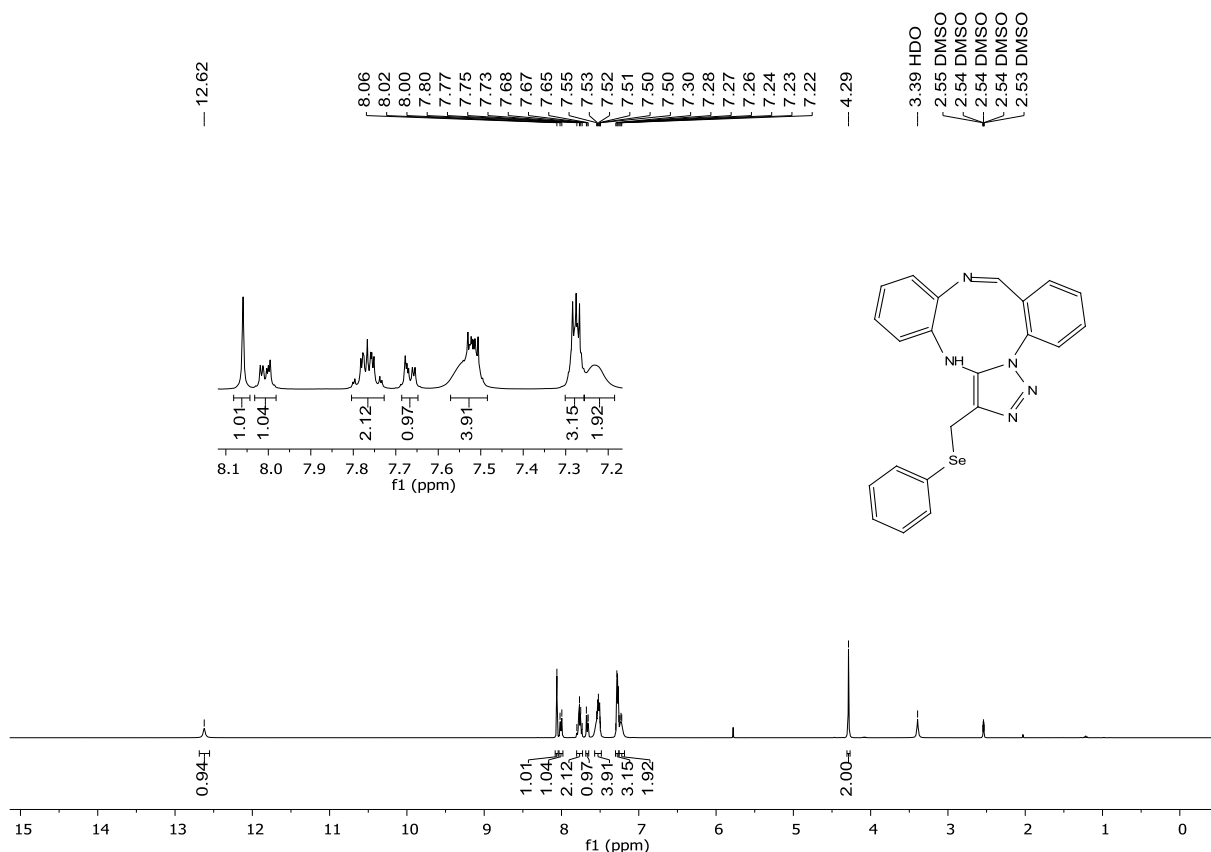 12.62
8.06
8.02
8.00
7.80
7.77
7.75
7.73
7.68
7.67
7.65
7.55
7.53
7.52
7.51
7.50
7.50
7.30
7.28
7.27
7.26
7.24
7.23
7.22
4.29
3.39 HDO
2.55 DMSO
2.54 DMSO
2.54 DMSO
2.54 DMSO
2.53 DMSO
N
NH
N
N
N
Se
1.01
1.04
2.12
0.97
3.91
3.15
1.92
8.1 8.0 7.9 7.8 7.7 7.6 7.5 7.4 7.3 7.2
f1 (ppm)
0.94
1.01
1.04
2.12
0.97
3.91
3.15
1.92
2.00
15 14 13 12 11 10 9 8 7 6 5 4 3 2 1 0
f1 (ppm)